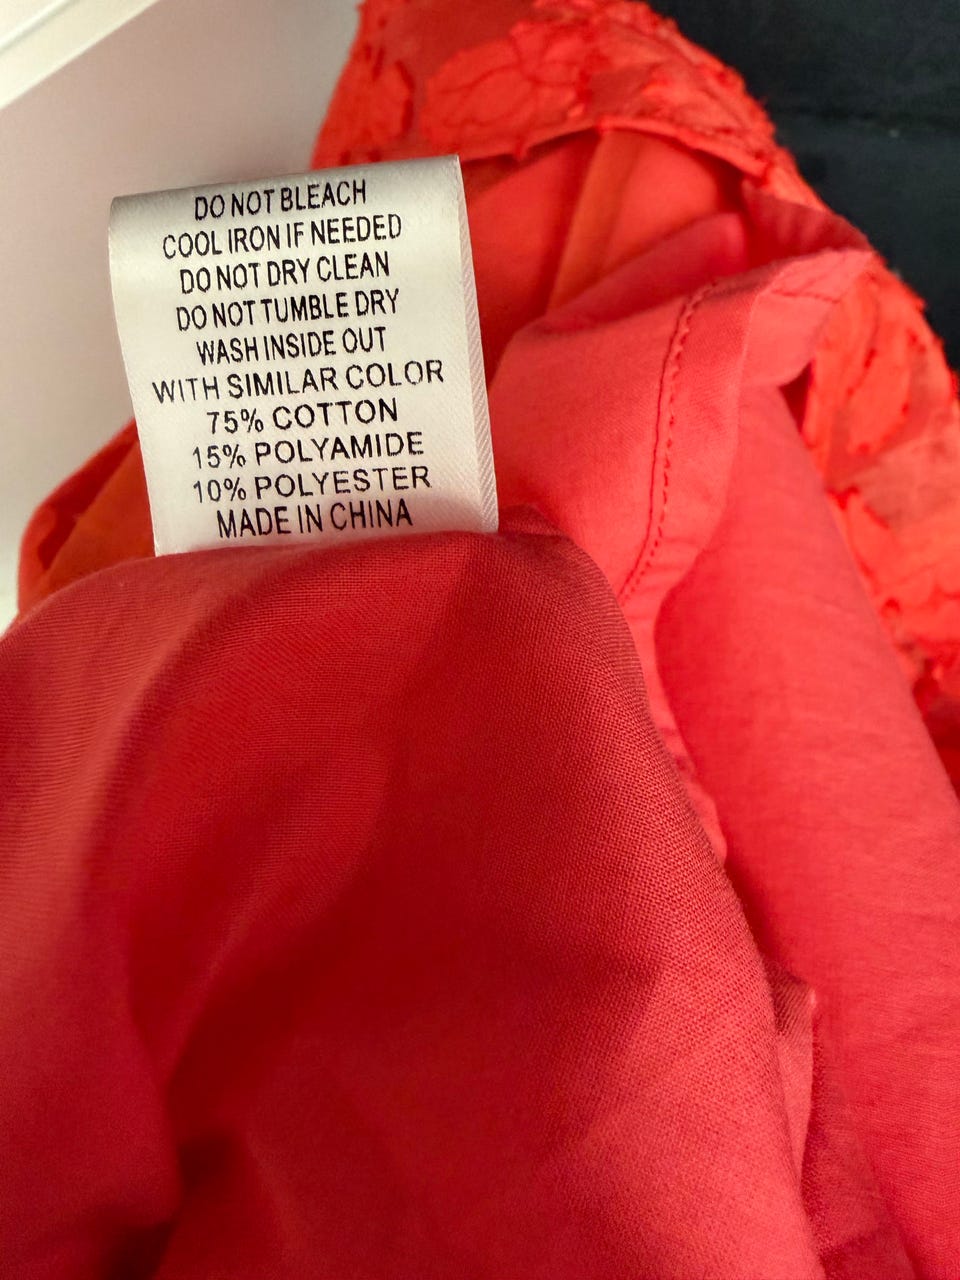 DO NOT BLEACH
COOL IRON IF NEEDED
DO NOT DRY CLEAN
DO NOT TUMBLE DRY
WASH INSIDE OUT
WITH SIMILAR COLOR
75% COTTON
15% POLYAMIDE
10% POLYESTER
MADE IN CHINA